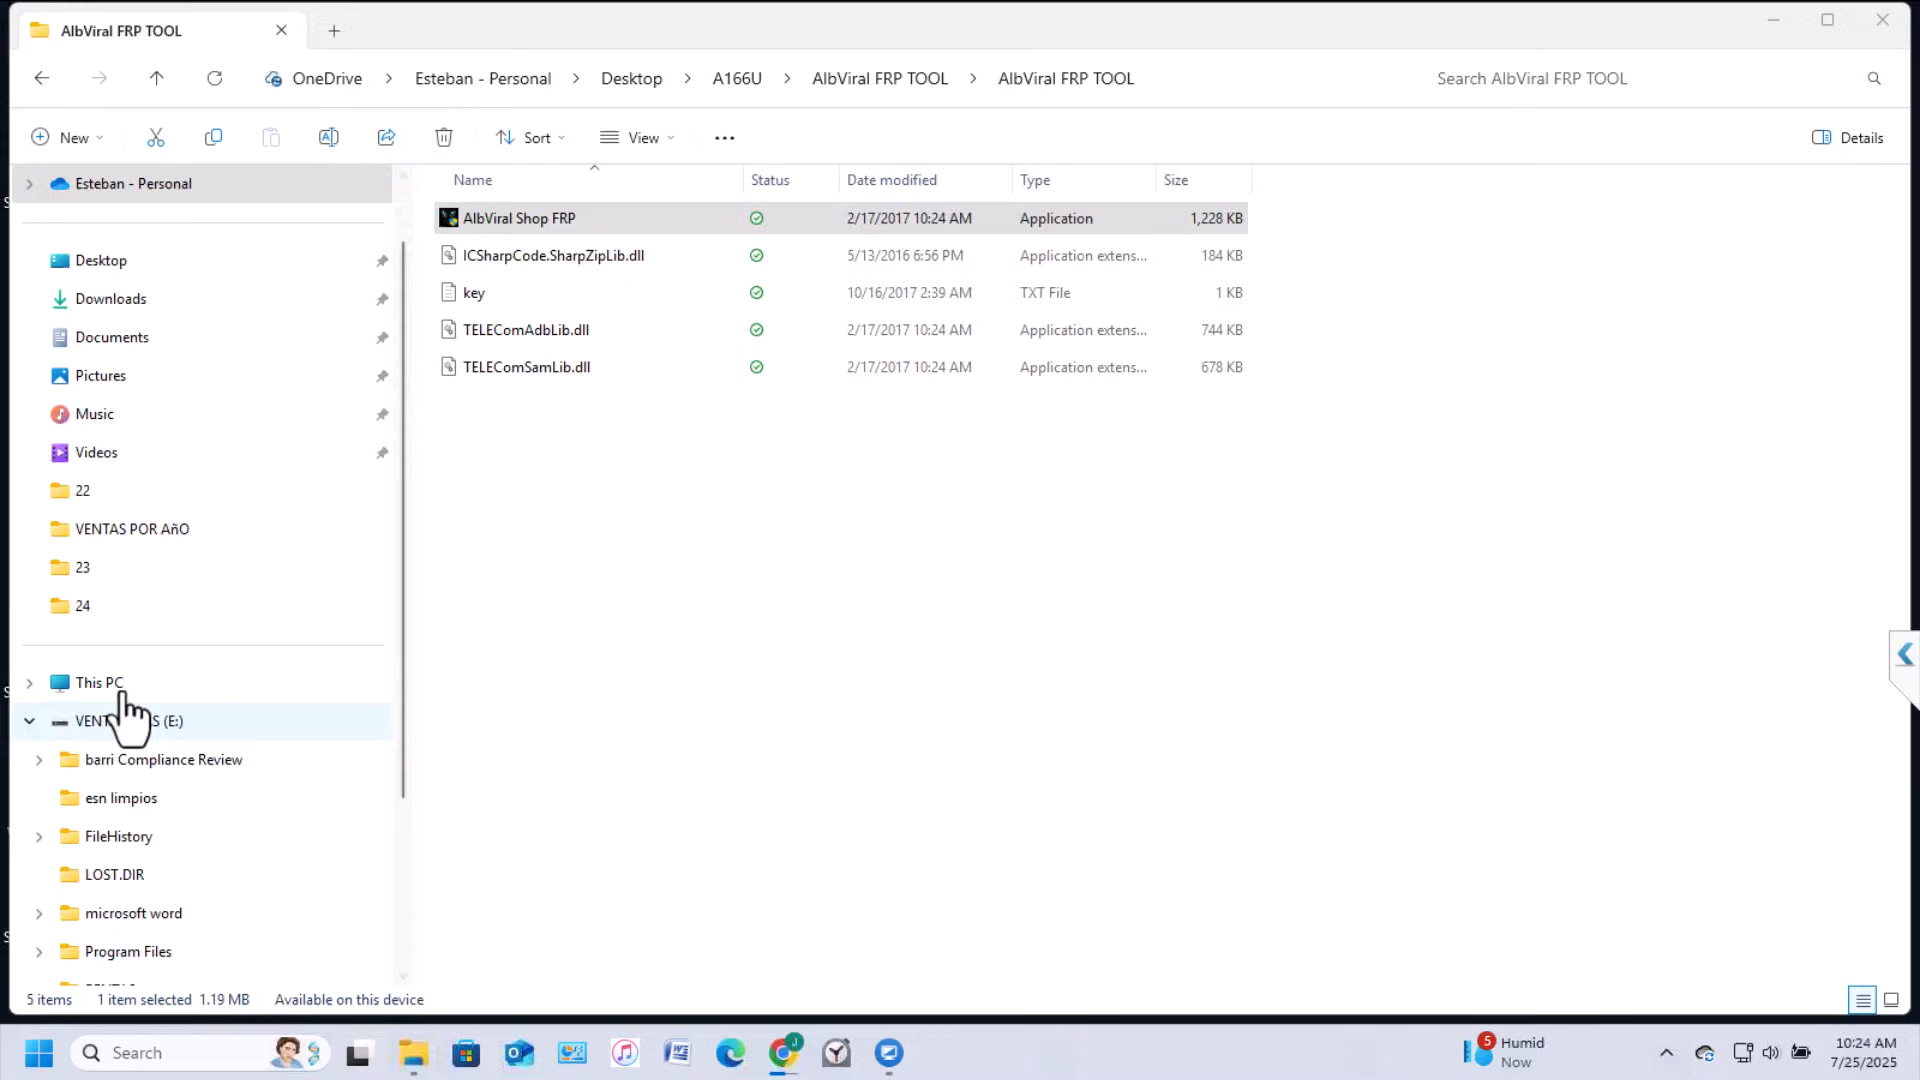 AlbViral FRP TOOL
OneDrive > Esteban - Personal > Desktop > A166U > AlbViral FRP TOOL > AlbViral FRP TOOL
Search AlbViral FRP TOOL
New
Sort
View
Details
Esteban - Personal
Desktop
Downloads
Documents
Pictures
Music
Videos
22
VENTAS POR AñO
23
24
This PC
(E:)
barri Compliance Review
esn limpios
FileHistory
LOST.DIR
microsoft word
Program Files
Name Status Date modified Type Size
AlbViral Shop FRP 2/17/2017 10:24 AM Application 1,228 KB
ICSharpCode.SharpZipLib.dll 5/13/2016 6:56 PM Application extens... 184 KB
key 10/16/2017 2:39 AM TXT File 1 KB
TELEComAdbLib.dll 2/17/2017 10:24 AM Application extens... 744 KB
TELEComSamLib.dll 2/17/2017 10:24 AM Application extens... 678 KB
5 items 1 item selected 1.19 MB Available on this device
Search
5
Humid
Now
J
10:24 AM
7/25/2025